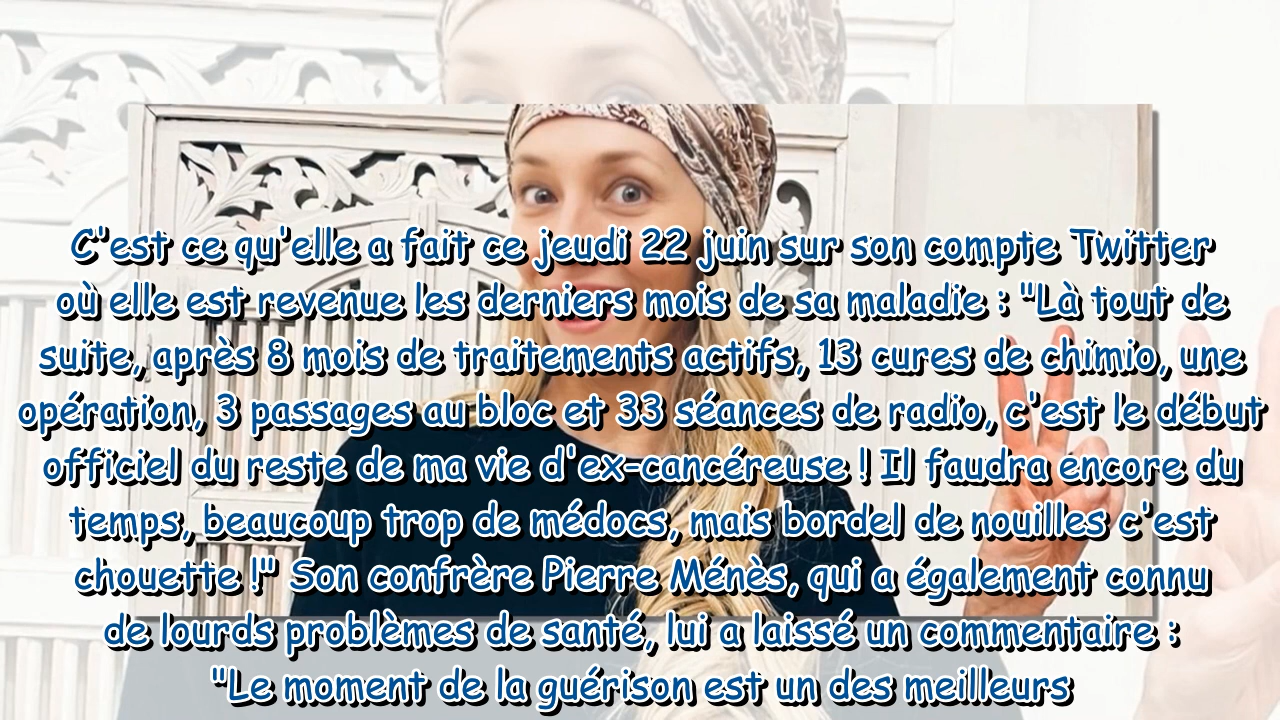 C'est ce qu'elle a fait ce jeudi 22 juin sur son compte Twitter
où elle est revenue les derniers mois de sa maladie : "Là tout de
suite, après 8 mois de traitements actifs, 13 cures de chimio, une
opération, 3 passages au bloc et 33 séances de radio, c'est le début
officiel du reste de ma vie d'ex-cancéreuse ! Il faudra encore du
temps, beaucoup trop de médocs, mais bordel de nouilles c'est
chouette !" Son confrère Pierre Ménès, qui a également connu
de lourds problèmes de santé, lui a laissé un commentaire :
"Le moment de la guérison est un des meilleurs